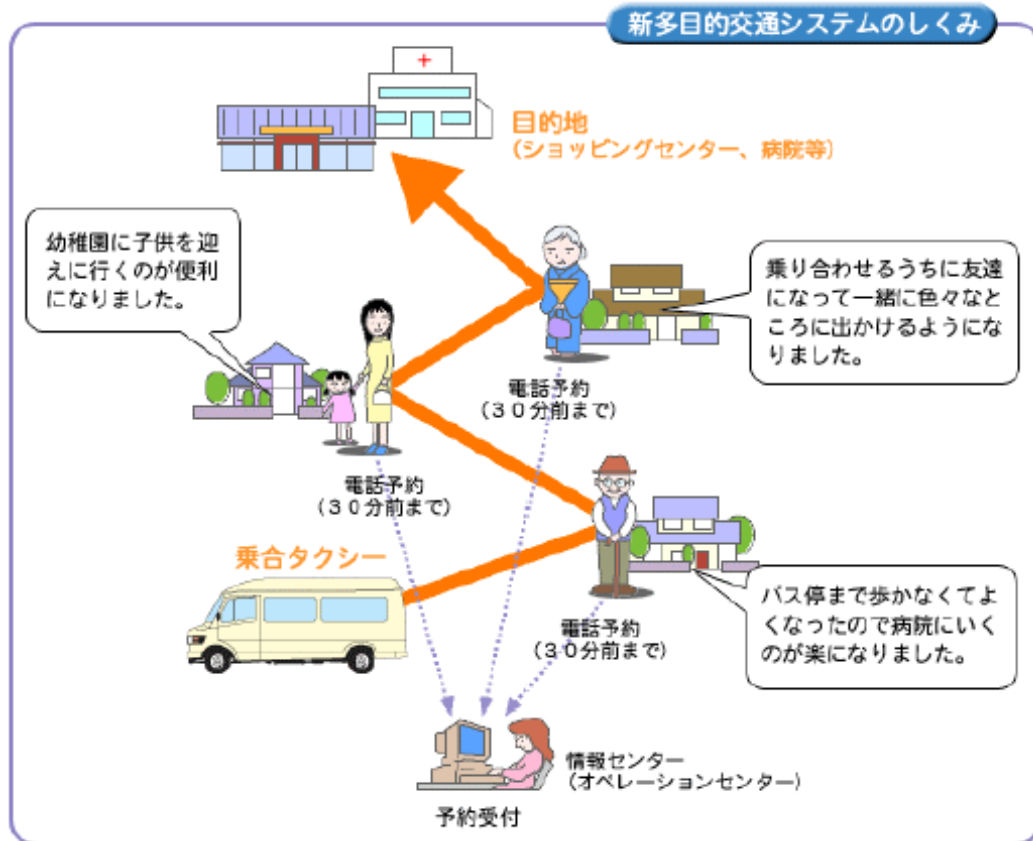 新多目的交通システムのしくみ
目的地
(ショッピングセンター、病院等)
幼稚園に子供を迎
えに行くのが便利
になりました。
乗り合わせるうちに友達
になって一緒に色々なと
ころに出かけるようにな
りました。
電話予約
(30分前まで)
電話予約
(30分前まで)
乗合タクシー
バス停まで歩かなくてよ
くなったので病院にいく
のが楽になりました。
電話予約
(30分前まで)
情報センター
(オペレーションセンター)
予約受付